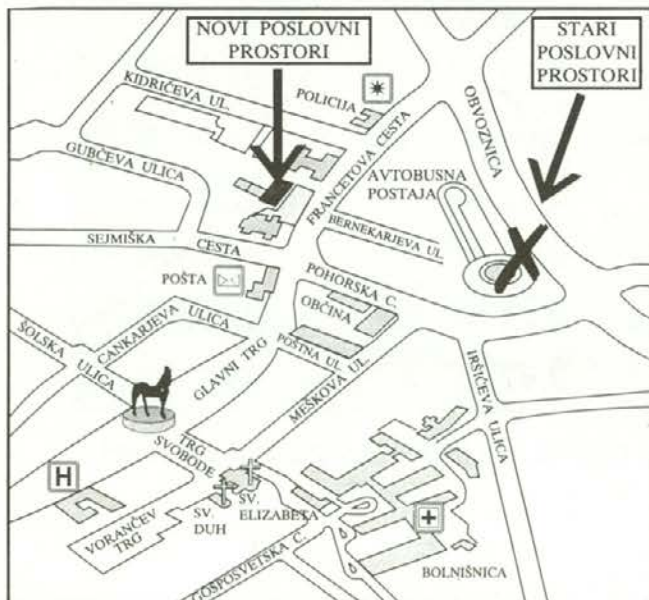 NOVI POSLOVNI
PROSTORI
STARI
POSLOVNI
PROSTORI
KIDRIČEVA UL.
POLICIJA
OBVOZNICA
GUBČEVA ULICA
FRANCETOVA CESTA
AVTOBUSNA
POSTAJA
BERNEKARJEVA UL.
SEJMIŠKA CESTA
POŠTA
POHORSKA C.
OBČINA
CANKARJEVA ULICA
ŠOLSKA ULICA
GLAVNI TRG
POŠTNA UL.
MEŠKOVA UL.
IRŠIČEVA ULICA
TRG
SVOBODE
H
SV.
ELIZABETA
SV.
DUH
VORANČEV
TRG
GOSPOSVETSKA C.
BOLNIŠNICA